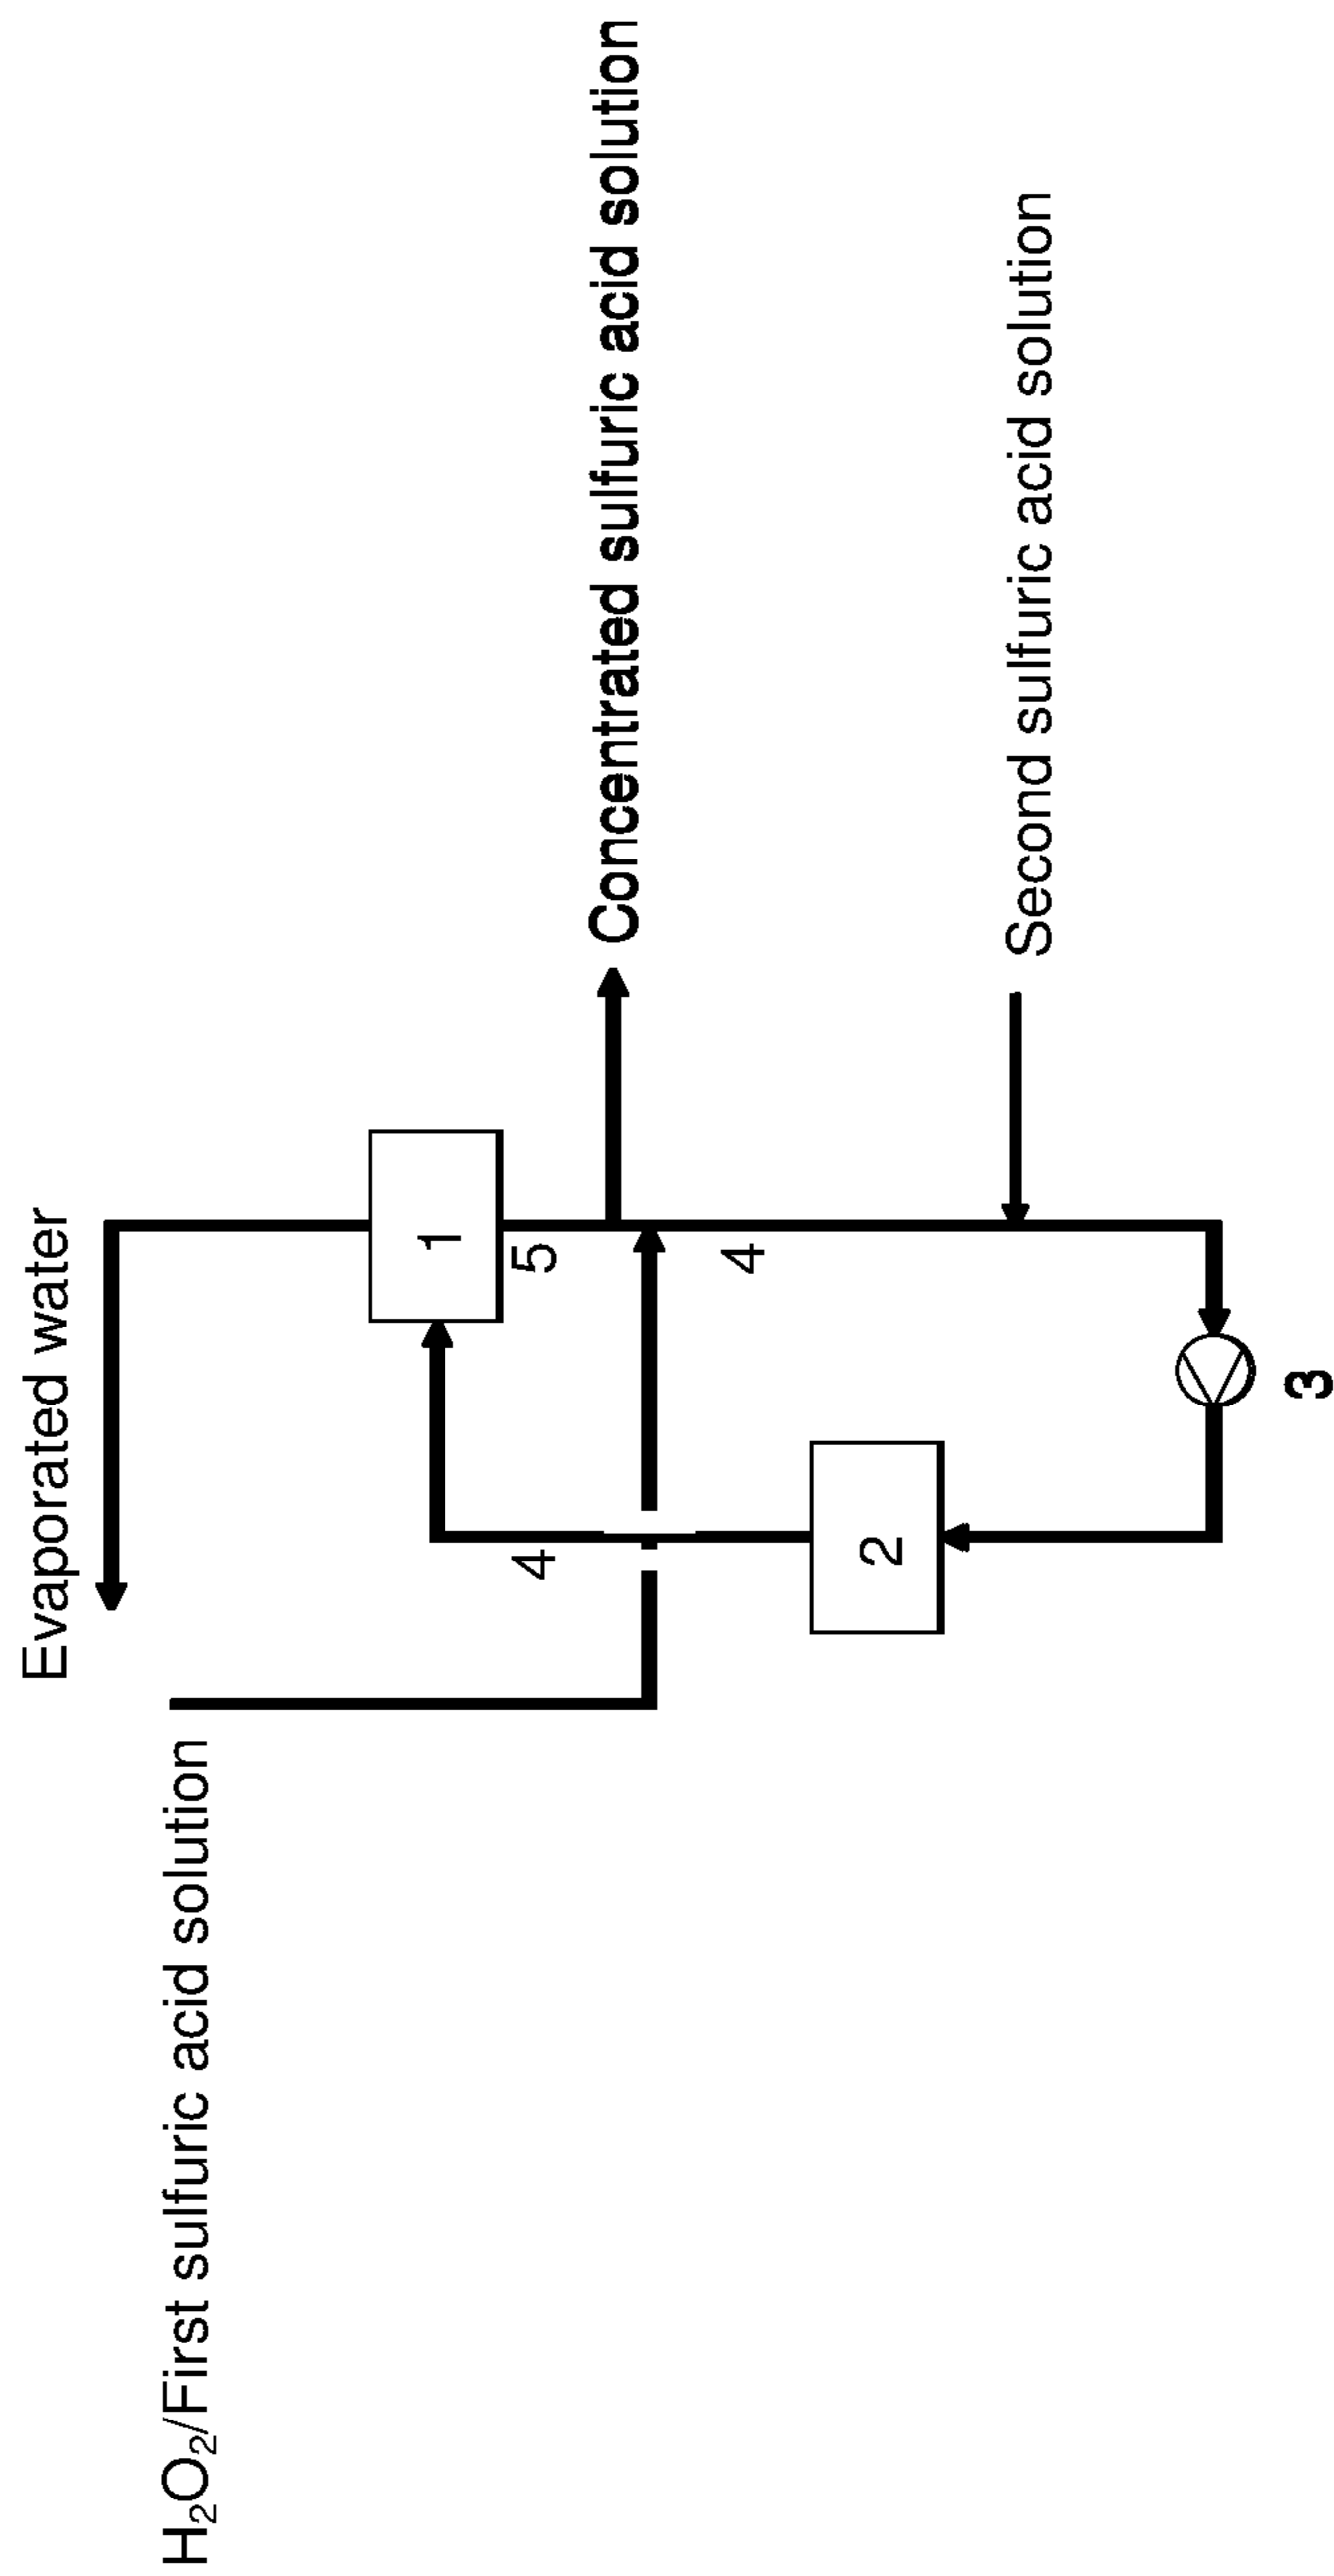 Evaporated water
H₂O₂/First sulfuric acid solution
1
5
4
Concentrated sulfuric acid solution
4
2
Second sulfuric acid solution
3